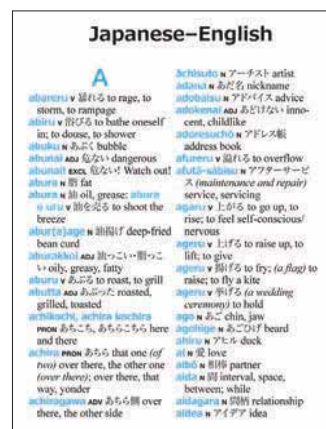 Japanese–English
A
abareru V 暴れる to rage, to
storm, to rampage
abiru V 浴びる to bathe oneself
in; to douse, to shower
abuku N あぶく bubble
abunai ADJ 危ない dangerous
abunai! EXCL 危ない! Watch out!
abura N 脂 fat
abura N 油 oil, grease; abura
o uru V 油を売る to shoot the
breeze
abur(a)age N 油揚げ deep-fried
bean curd
aburakkoi ADJ 油っこい・脂っこ
い oily, greasy, fatty
aburu V あぶる to roast, to grill
abutta ADJ あぶった roasted,
grilled, toasted
achikochi, achira kochira
PRON あちこち, あちらこちら here
and there
achira PRON あちら that one (of
two) over there, the other one
(over there); over there, that
way, yonder
achiragawa ADV あちら側 over
there, the other side
āchisuto N アーチスト artist
adana N あだ名 nickname
adobaisu N アドバイス advice
adokenai ADJ あどけない inno-
cent, childlike
adoresuchō N アドレス帳
address book
afureru V 溢れる to overflow
afutā-sābisu N アフターサービ
ス (maintenance and repair)
service, servicing
agaru V 上がる to go up, to
rise; to feel self-conscious/
nervous
ageru V 上げる to raise up, to
lift; to give
ageru V 揚げる to fry; (a flag) to
raise; to fly a kite
ageru V 挙げる (a wedding
ceremony) to hold
ago N あご chin, jaw
agohige N あごひげ beard
ahiru N アヒル duck
ai N 愛 love
aibō N 相棒 partner
aida N 間 interval, space,
between; while
aidagara N 間柄 relationship
aidea N アイデア idea